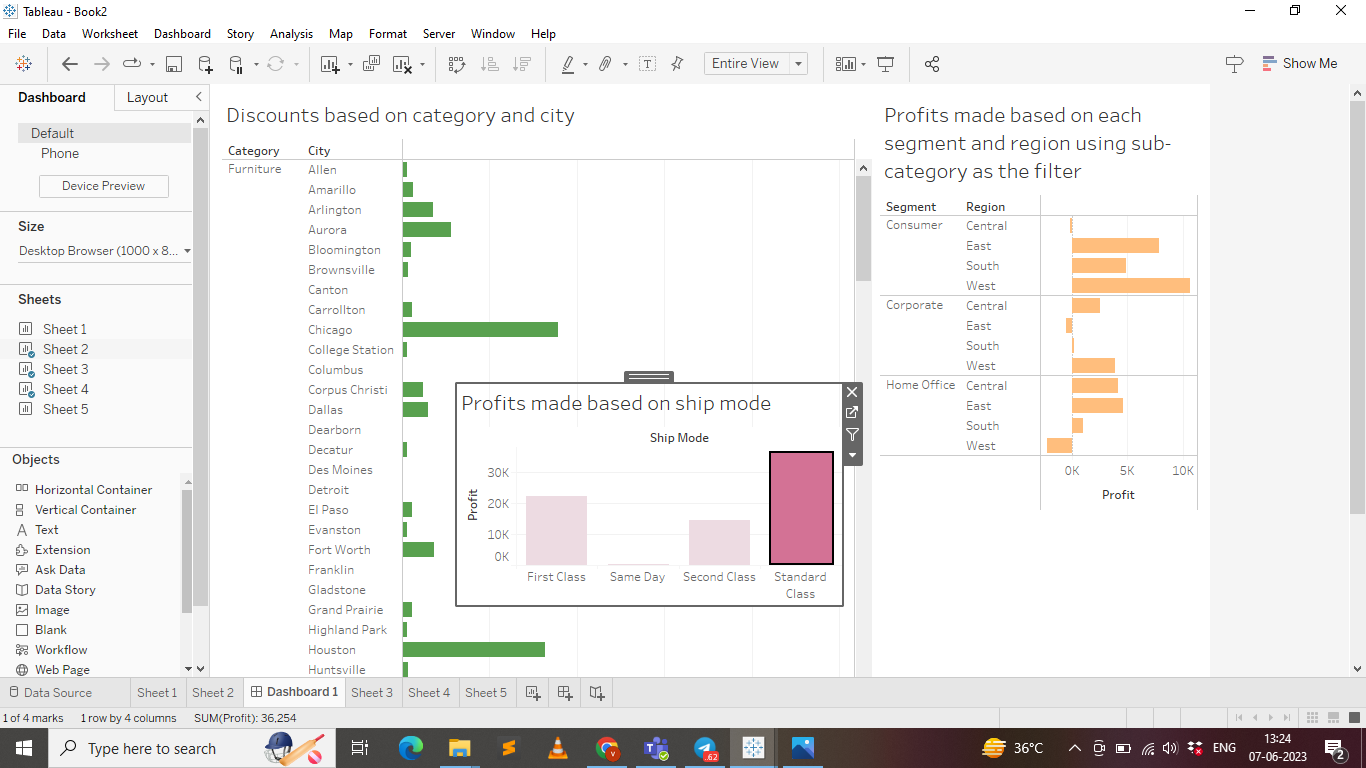 Tableau - Book2
File Data Worksheet Dashboard Story Analysis Map Format Server Window Help
Entire View
Show Me
Dashboard Layout
Default
Phone
Device Preview
Size
Desktop Browser (1000 x 8...
Sheets
Sheet 1
Sheet 2
Sheet 3
Sheet 4
Sheet 5
Objects
Horizontal Container
Vertical Container
Text
Extension
Ask Data
Data Story
Image
Blank
Workflow
Web Page
Discounts based on category and city
Category City
Furniture Allen
Amarillo
Arlington
Aurora
Bloomington
Brownsville
Canton
Carrollton
Chicago
College Station
Columbus
Corpus Christi
Dallas
Dearborn
Decatur
Des Moines
Detroit
El Paso
Evanston
Fort Worth
Franklin
Gladstone
Grand Prairie
Highland Park
Houston
Huntsville
Profits made based on ship mode
Ship Mode
Profit
30K
20K
10K
0K
First Class Same Day Second Class Standard
Class
Profits made based on each
segment and region using sub-
category as the filter
Segment Region
Consumer Central
East
South
West
Corporate Central
East
South
West
Home Office Central
East
South
West
0K 5K 10K
Profit
Data Source Sheet 1 Sheet 2 Dashboard 1 Sheet 3 Sheet 4 Sheet 5
1 of 4 marks 1 row by 4 columns SUM(Profit): 36,254
Type here to search
.62
36°C
ENG
13:24
07-06-2023
2